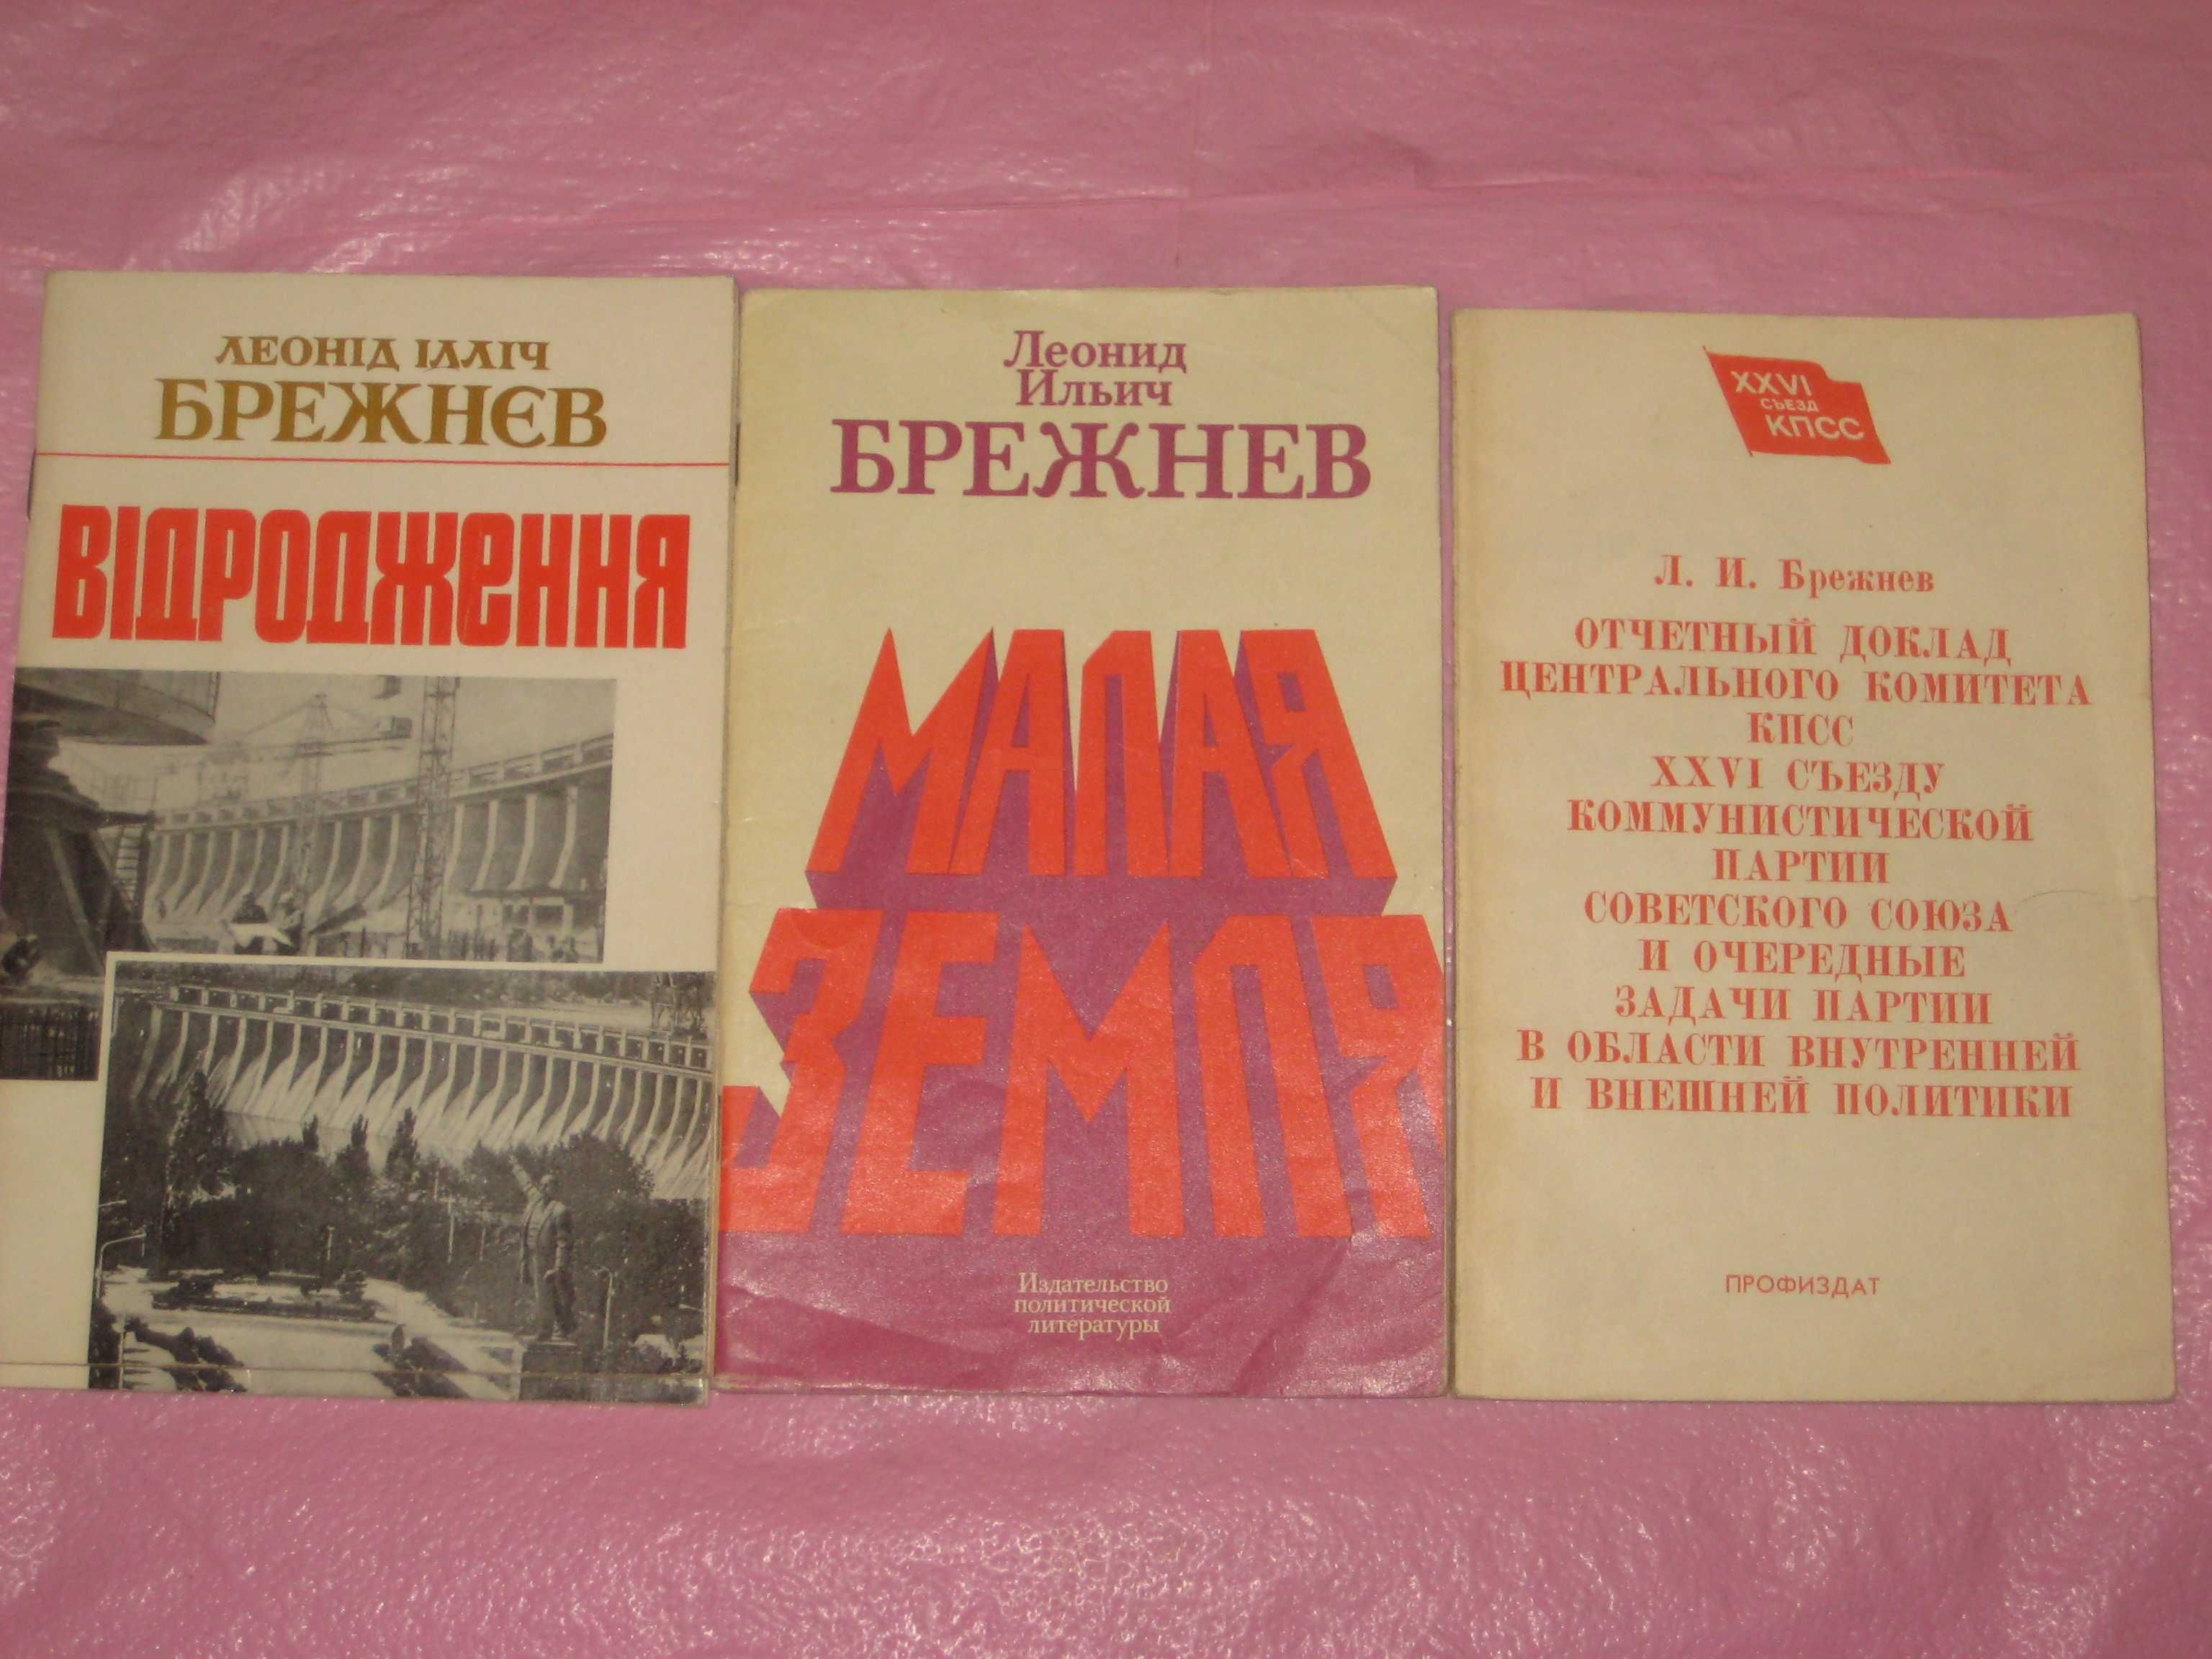 ЛЕОНІД ІЛЛІЧ
БРЕЖНЄВ
ВІДРОДЖЕННЯ
Леонид
Ильич
БРЕЖНЕВ
МАЛАЯ
ЗЕМЛЯ
Издательство
политической
литературы
XXVI
СЪЕЗД
КПСС
Л. И. Брежнев
ОТЧЕТНЫЙ ДОКЛАД
ЦЕНТРАЛЬНОГО КОМИТЕТА
КПСС
XXVI СЪЕЗДУ
КОММУНИСТИЧЕСКОЙ
ПАРТИИ
СОВЕТСКОГО СОЮЗА
И ОЧЕРЕДНЫЕ
ЗАДАЧИ ПАРТИИ
В ОБЛАСТИ ВНУТРЕННЕЙ
И ВНЕШНЕЙ ПОЛИТИКИ
ПРОФИЗДАТ